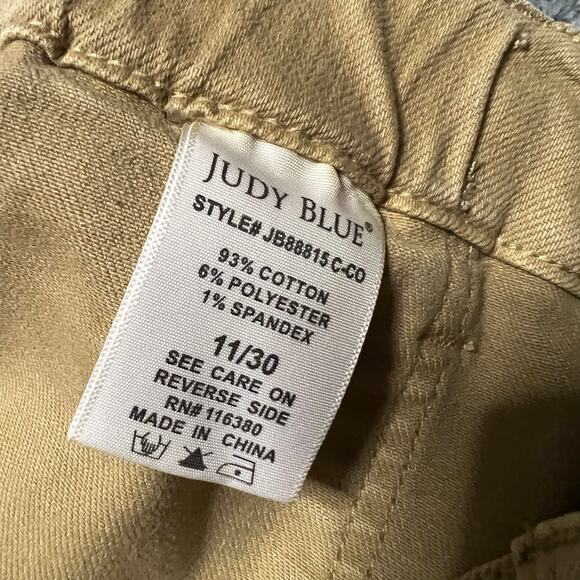 JUDY BLUE®
STYLE# JB88815 C-CO
93% COTTON
6% POLYESTER
1% SPANDEX
11/30
SEE CARE ON
REVERSE SIDE
RN# 116380
MADE IN CHINA